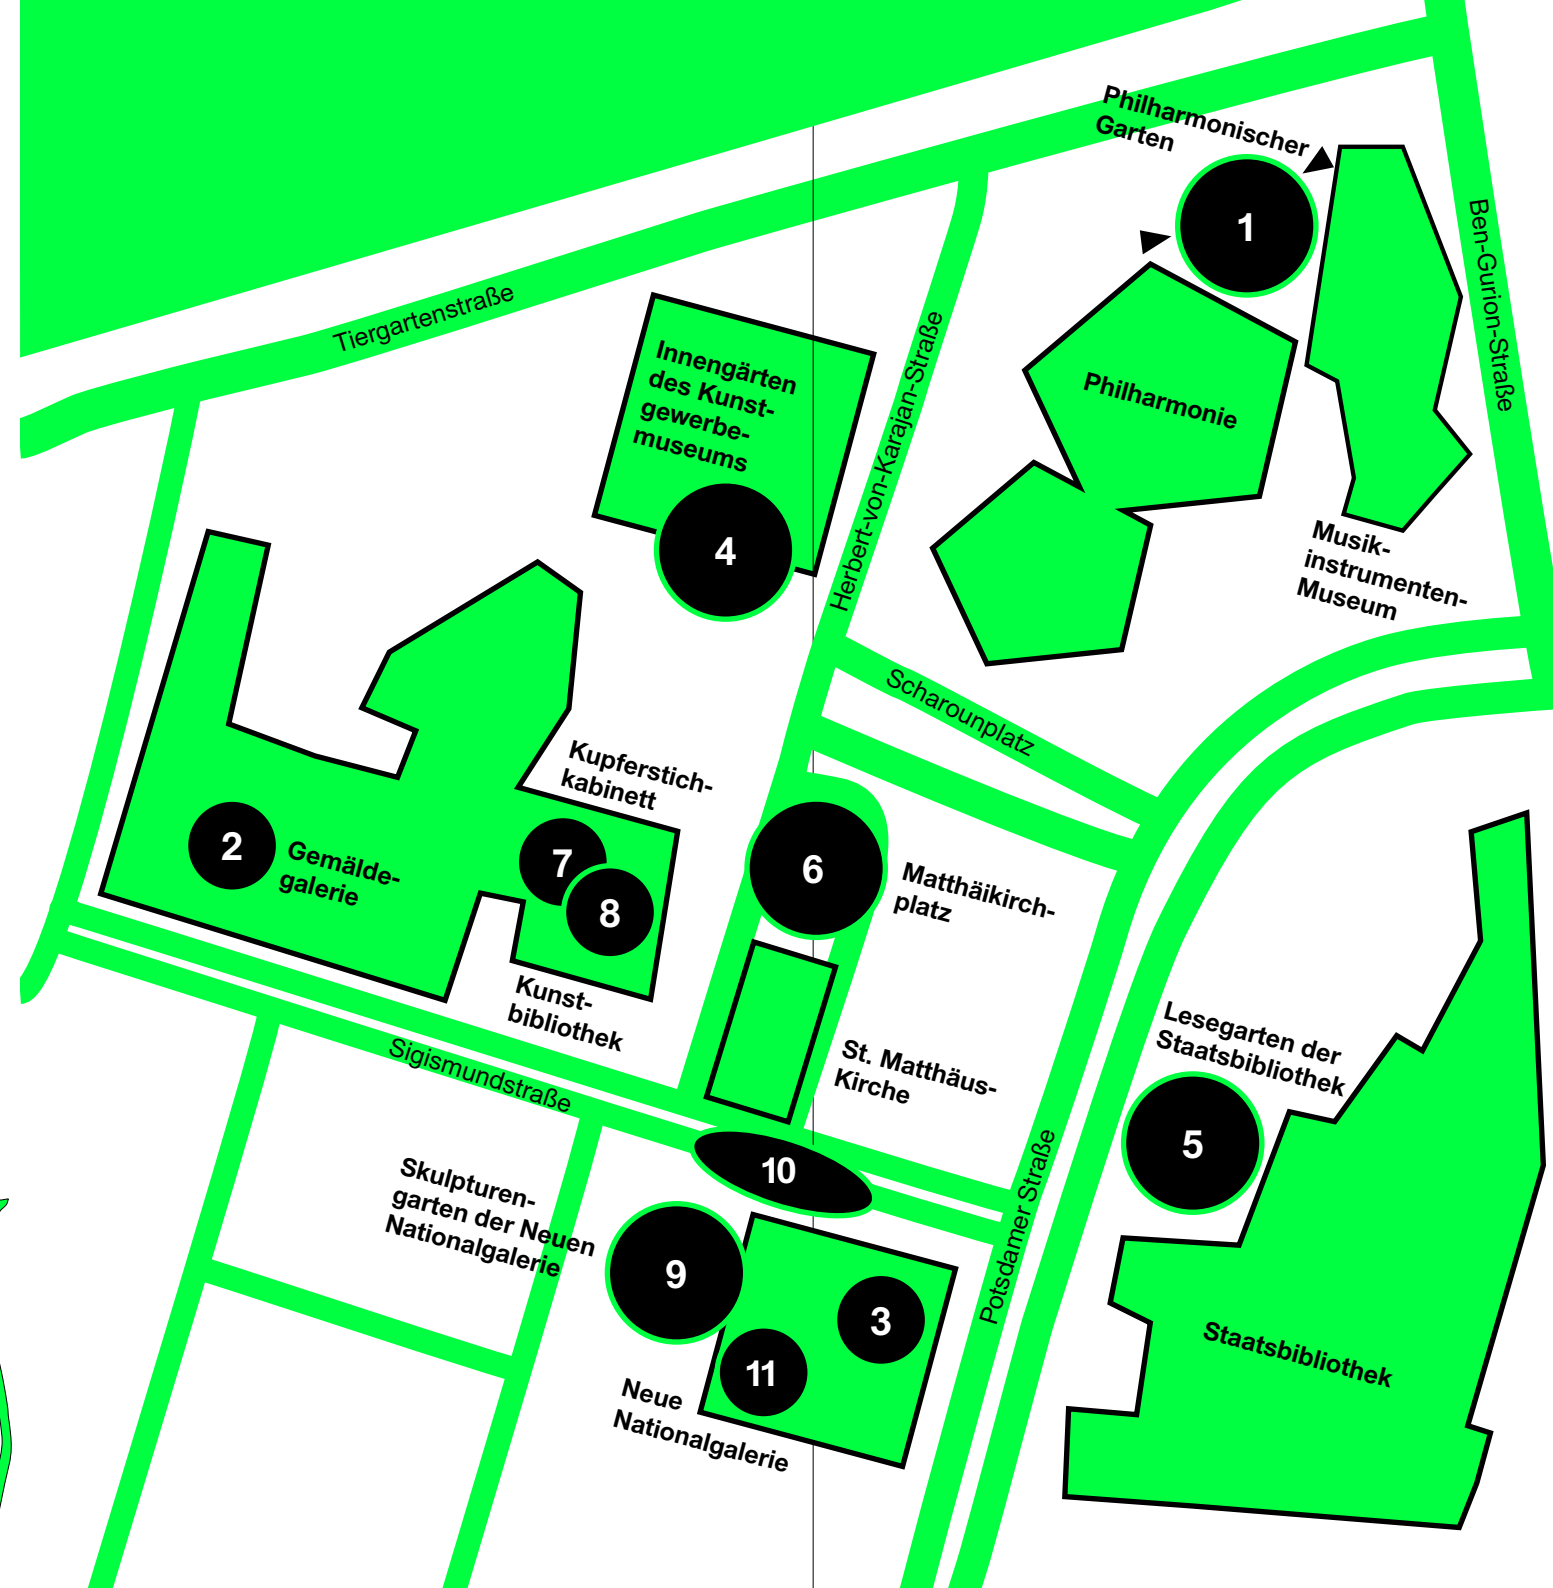 Philharmonischer
Garten
1
Ben-Gurion-Straße
Tiergartenstraße
Innengärten
des Kunst-
gewerbe-
museums
4
Herbert-von-Karajan-Straße
Philharmonie
Musik-
instrumenten-
Museum
Scharounplatz
Kupferstich-
kabinett
2
Gemälde-
galerie
7
8
6
Matthäikirch-
platz
Kunst-
bibliothek
Sigismundstraße
St. Matthäus-
Kirche
Lesegarten der
Staatsbibliothek
5
10
Potsdamer Straße
Skulpturen-
garten der Neuen
Nationalgalerie
9
3
11
Neue
Nationalgalerie
Staatsbibliothek